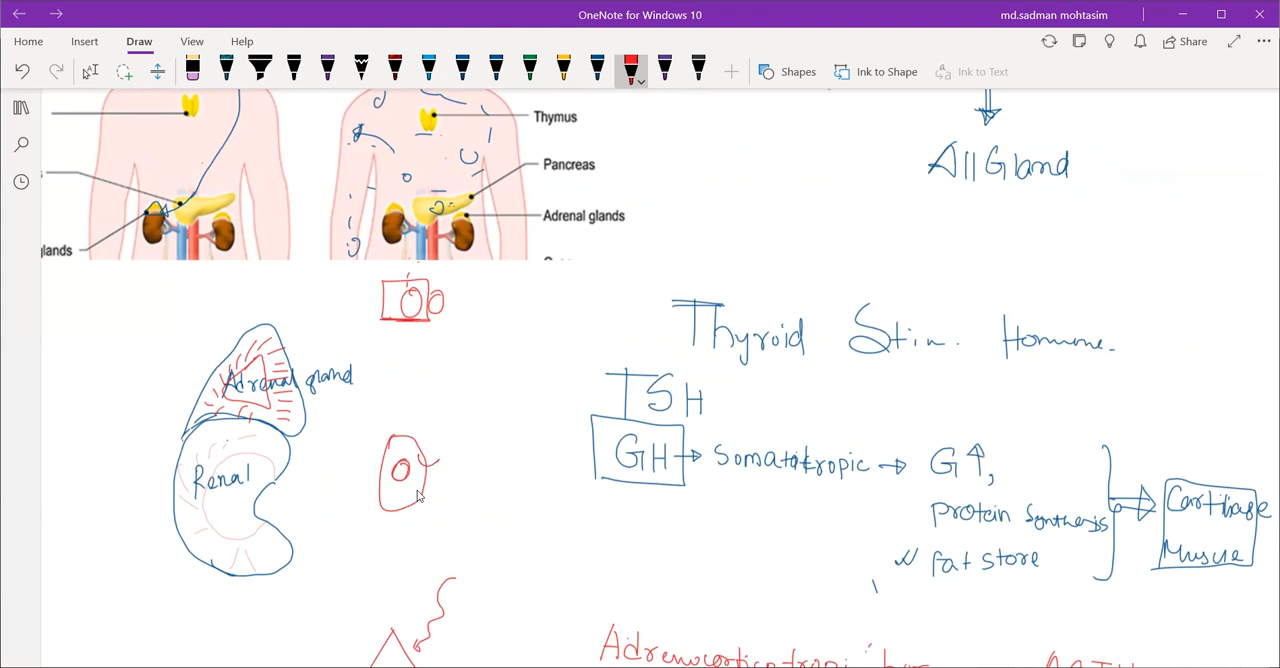 OneNote for Windows 10
md.sadman mohtasim
Home Insert Draw View Help
Share
Shapes
Ink to Shape
Ink to Text
Thymus
Pancreas
Adrenal glands
glands
All Gland
Thyroid Stim. Hormone.
TSH
GH → Somatotropic → G↑,
protein synthesis
fat store
Cartilage
Muscle
Adrenal gland
Renal
Adrenocorticotropic